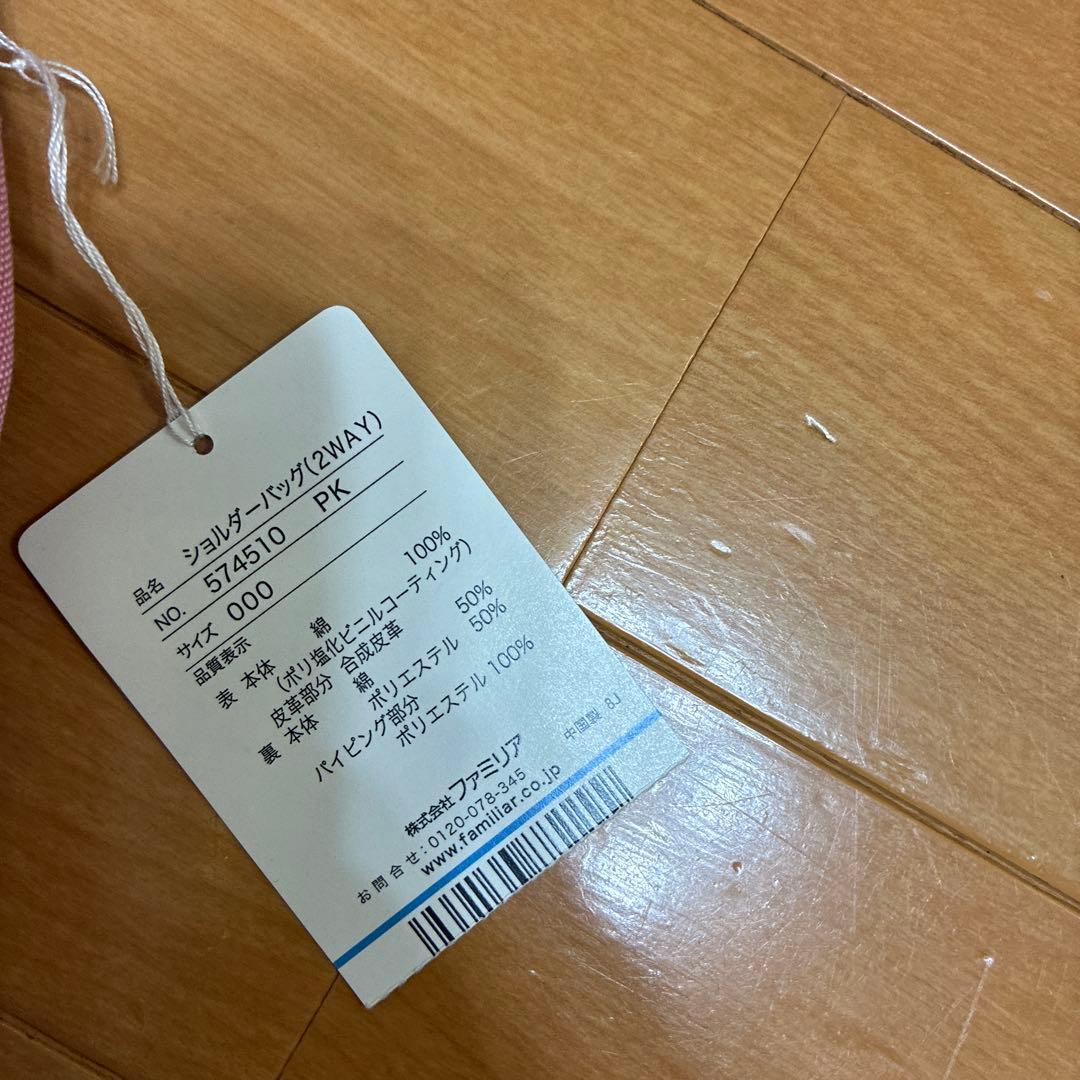 品名 ショルダーバッグ(2WAY)
NO. 574510 PK
サイズ 000
品質表示
表 本体 綿 100%
(ポリ塩化ビニルコーティング)
皮革部分 合成皮革
裏 本体 綿 50%
ポリエステル 50%
パイピング部分
ポリエステル 100%
株式会社 ファミリア
お問合せ:0120-078-345
www.familiar.co.jp
中国製 8J